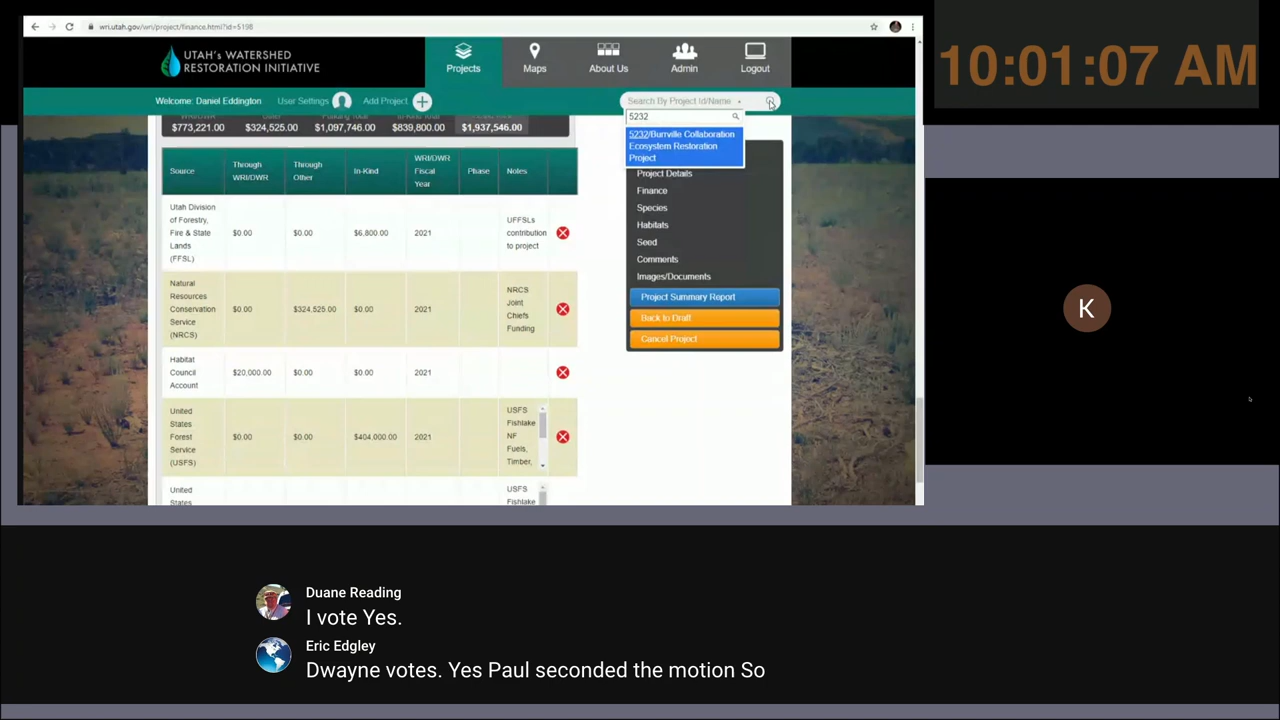 wri.utah.gov/wri/project/finance.html?id=5198
10:01:07 AM
UTAH'S WATERSHED
RESTORATION INITIATIVE
Projects
Maps
About Us
Admin
Logout
Welcome: Daniel Eddington
User Settings
Add Project
Search By Project Id/Name
5232
5232/Burrville Collaboration
Ecosystem Restoration
Project
$773,221.00 $324,525.00 $1,097,746.00 $839,800.00 $1,937,546.00
Source
Through
WRI/DWR
Through
Other
In-Kind
WRI/DWR
Fiscal
Year
Phase
Notes
Utah Division
of Forestry,
Fire & State
Lands
(FFSL)
$0.00
$0.00
$6,800.00
2021
UFFSLs
contribution
to project
Natural
Resources
Conservation
Service
(NRCS)
$0.00
$324,525.00
$0.00
2021
NRCS
Joint
Chiefs
Funding
Habitat
Council
Account
$20,000.00
$0.00
$0.00
2021
United
States
Forest
Service
(USFS)
$0.00
$0.00
$404,000.00
2021
USFS
Fishlake
NF
Fuels,
Timber,
United
States
USFS
Fishlake
Project Details
Finance
Species
Habitats
Seed
Comments
Images/Documents
Project Summary Report
Back to Draft
Cancel Project
K
Duane Reading
I vote Yes.
Eric Edgley
Dwayne votes. Yes Paul seconded the motion So